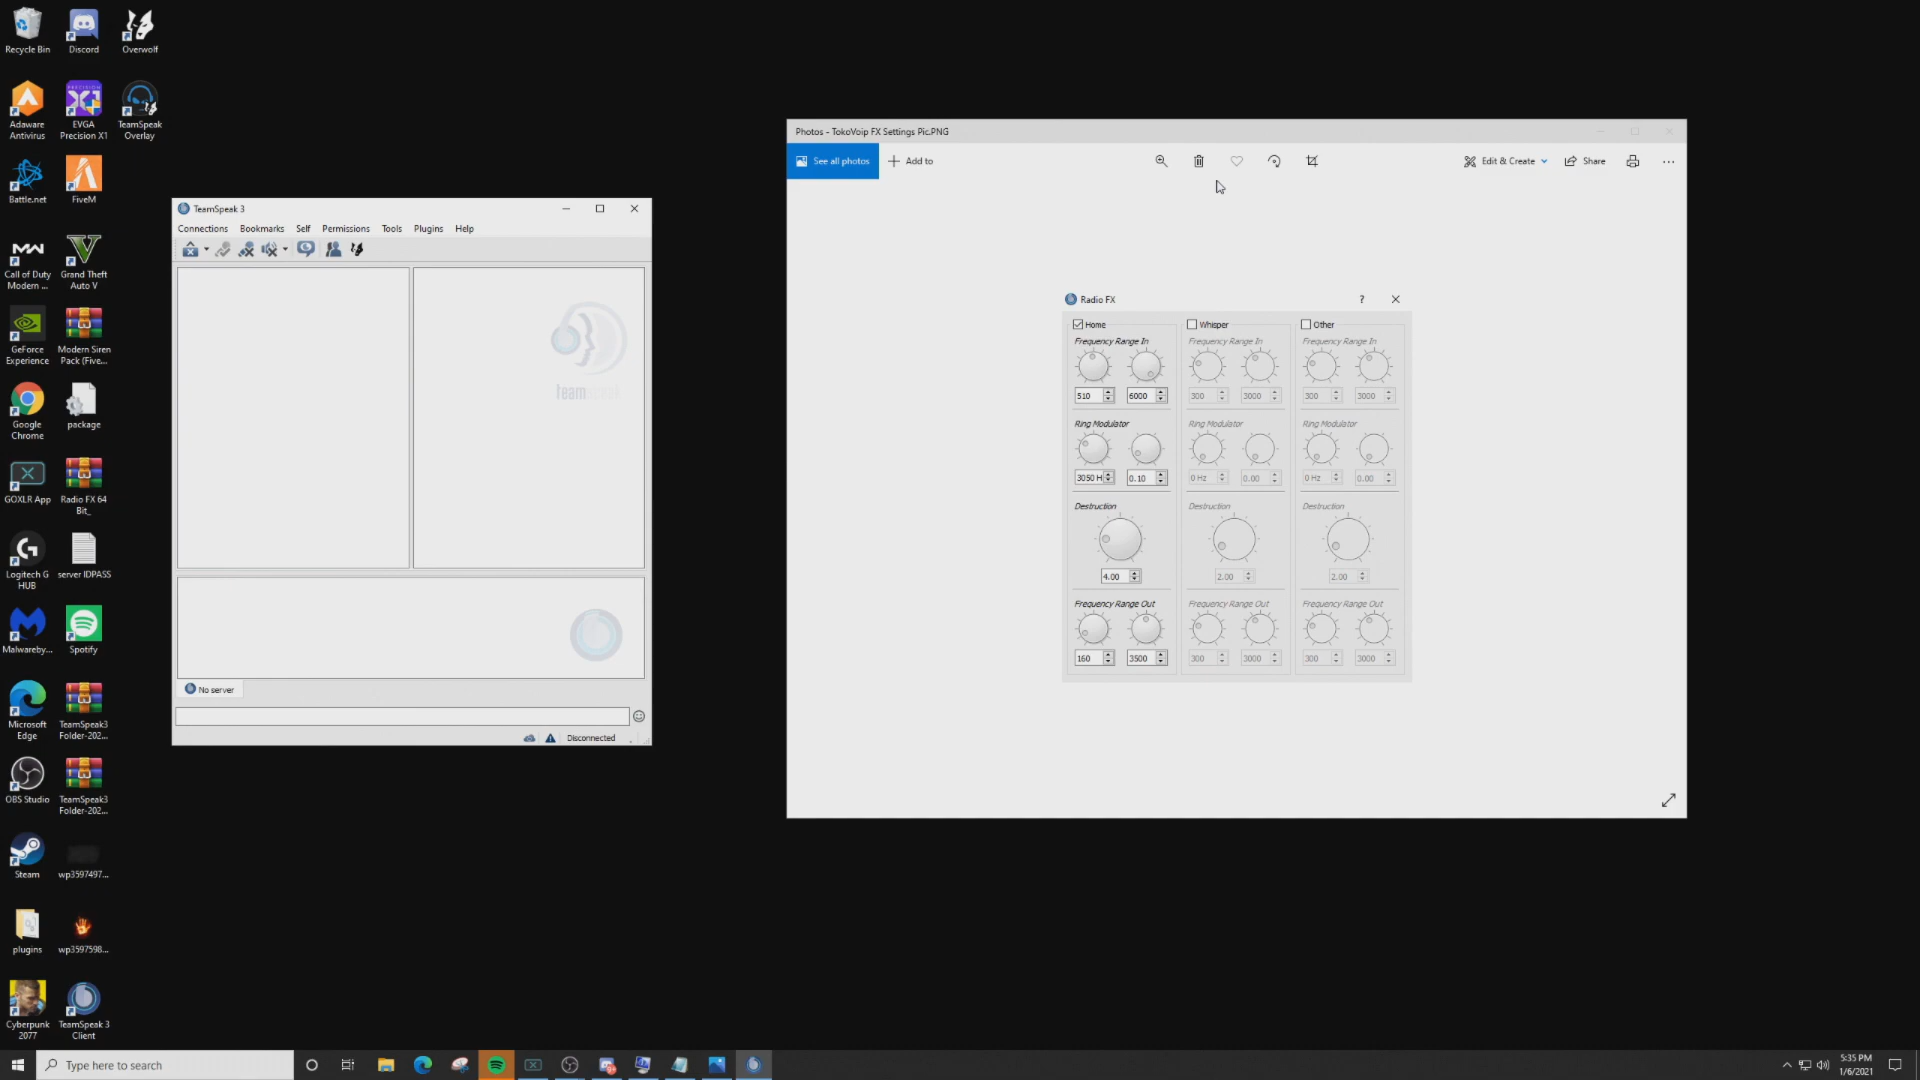 Recycle Bin
Discord
Overwolf
Adaware
Antivirus
EVGA
Precision X1
TeamSpeak
Overlay
Battle.net
FiveM
Call of Duty
Modern ...
Grand Theft
Auto V
GeForce
Experience
Modern Siren
Pack (Five...
Google
Chrome
package
GOXLR App
Radio FX 64
Bit_
Logitech G
HUB
server IDPASS
Malwareby...
Spotify
Microsoft
Edge
TeamSpeak3
Folder-202...
OBS Studio
TeamSpeak3
Folder-202...
Steam
wp3597497...
plugins
wp3597598...
Cyberpunk
2077
TeamSpeak 3
Client
TeamSpeak 3
Connections Bookmarks Self Permissions Tools Plugins Help
teamspeak
No server
Disconnected
Photos - TokoVoip FX Settings Pic.PNG
See all photos
Add to
Edit & Create
Share
Radio FX
?
Home
Frequency Range In
510 6000
Ring Modulator
3050 H 0.10
Destruction
4.00
Frequency Range Out
160 3500
Whisper
Frequency Range In
300 3000
Ring Modulator
0 Hz 0.00
Destruction
2.00
Frequency Range Out
300 3000
Other
Frequency Range In
300 3000
Ring Modulator
0 Hz 0.00
Destruction
2.00
Frequency Range Out
300 3000
Type here to search
5:35 PM
1/6/2021